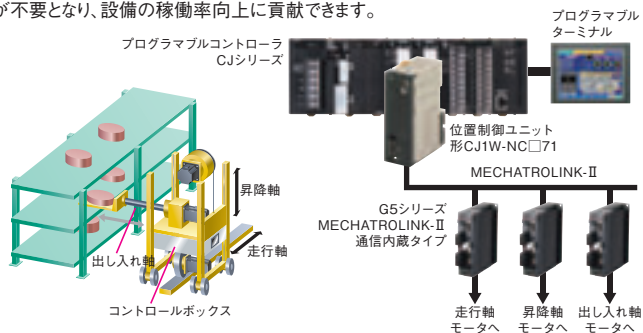 が不要となり、設備の稼働率向上に貢献できます。
プログラマブルコントローラ
CJシリーズ
プログラマブル
ターミナル
位置制御ユニット
形CJ1W-NC□71
MECHATROLINK-Ⅱ
G5シリーズ
MECHATROLINK-Ⅱ
通信内蔵タイプ
昇降軸
走行軸
出し入れ軸
コントロールボックス
走行軸
モータへ
昇降軸
モータへ
出し入れ軸
モータへ